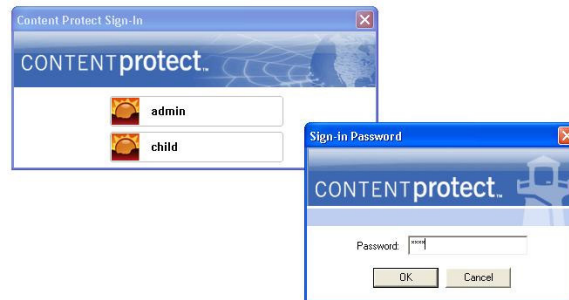 Content Protect Sign-In
CONTENTprotect™
admin
child
Sign-in Password
CONTENTprotect™
Password: ****
OK Cancel